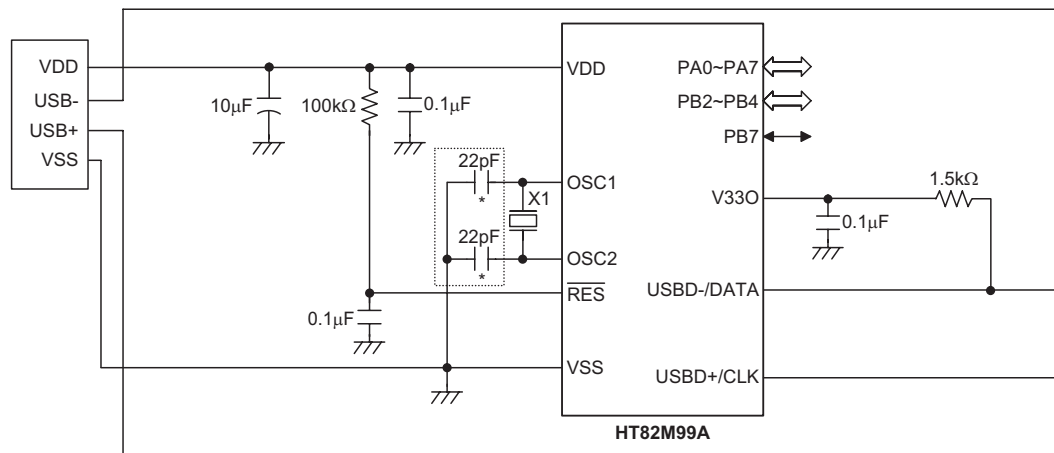 VDD
USB-
USB+
VSS
10µF
100kΩ
0.1µF
22pF
*
X1
22pF
*
0.1µF
VDD
OSC1
OSC2
RES
VSS
PA0~PA7
PB2~PB4
PB7
V33O
USBD-/DATA
USBD+/CLK
0.1µF
1.5kΩ
HT82M99A